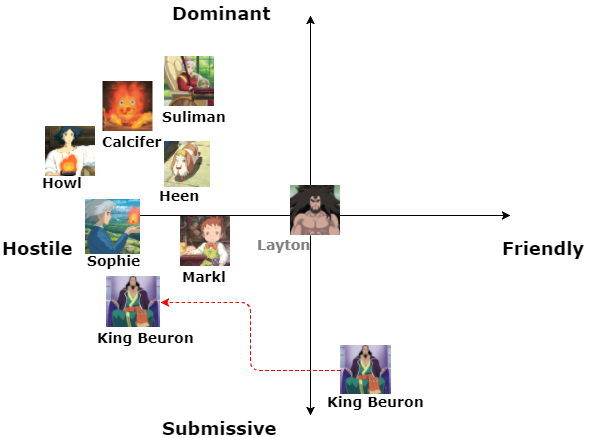 Dominant
Suliman
Calcifer
Howl
Heen
Layton
Hostile
Friendly
Sophie
Markl
King Beuron
King Beuron
Submissive